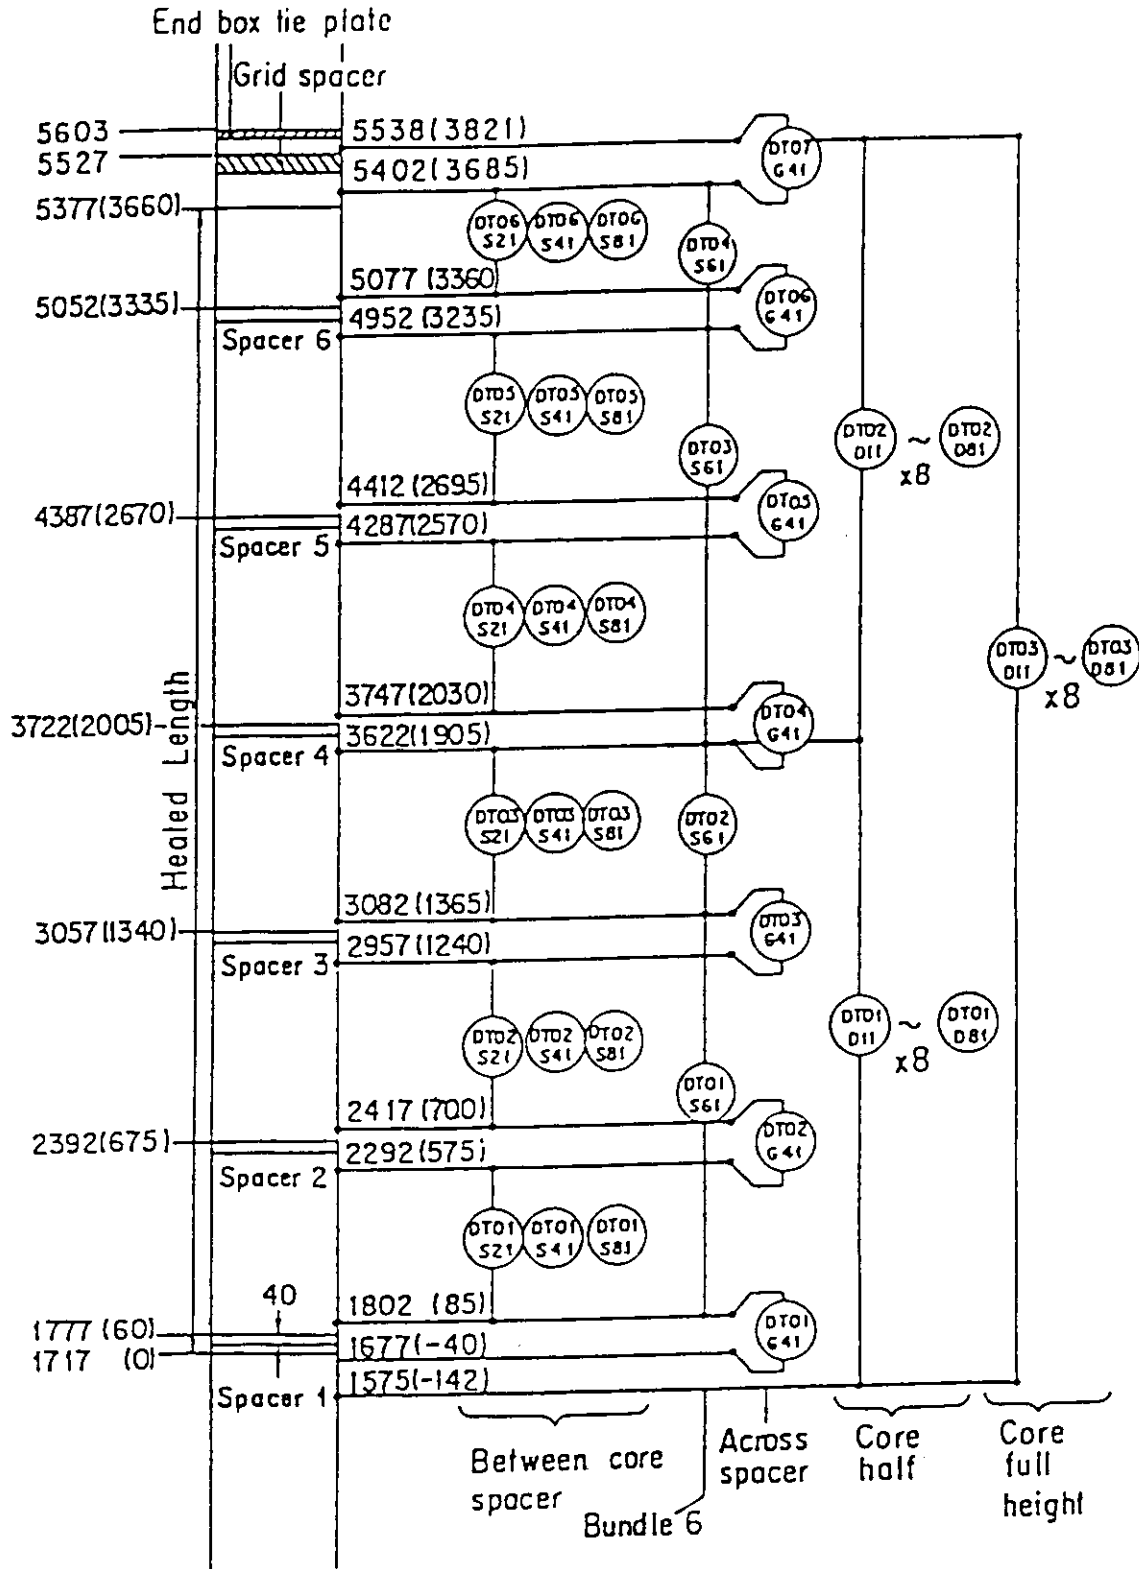 End box tie plate
Grid spacer
5603
5538(3821)
DT07
G41
5527
5402(3685)
5377(3660)
DT06
S21
DT06
S41
DT06
S81
DT04
S61
5077 (3360
5052(3335)
DT06
G41
4952 (3235)
Spacer 6
DT05
S21
DT05
S41
DT05
S81
DT03
S61
DT02
D11
~
x8
DT02
D81
4412 (2695)
4387(2670)
DT05
G41
4287(2570)
Spacer 5
DT04
S21
DT04
S41
DT04
S81
DT03
D11
~
x8
DT03
D81
Heated Length
3747(2030)
3722(2005)
DT04
G41
3622(1905)
Spacer 4
DT03
S21
DT03
S41
DT03
S81
DT02
S61
3082(1365)
3057(1340)
DT03
G41
2957(1240)
Spacer 3
DT02
S21
DT02
S41
DT02
S81
DT01
D11
~
x8
DT01
D81
DT01
S61
2417 (700)
2392(675)
DT02
G41
2292(575)
Spacer 2
DT01
S21
DT01
S41
DT01
S81
40
1802 (85)
1777 (60)
DT01
G41
1717 (0)
1677(-40)
1575(-142)
Spacer 1
Between core
spacer
Bundle 6
Across
spacer
Core
half
Core
full
height